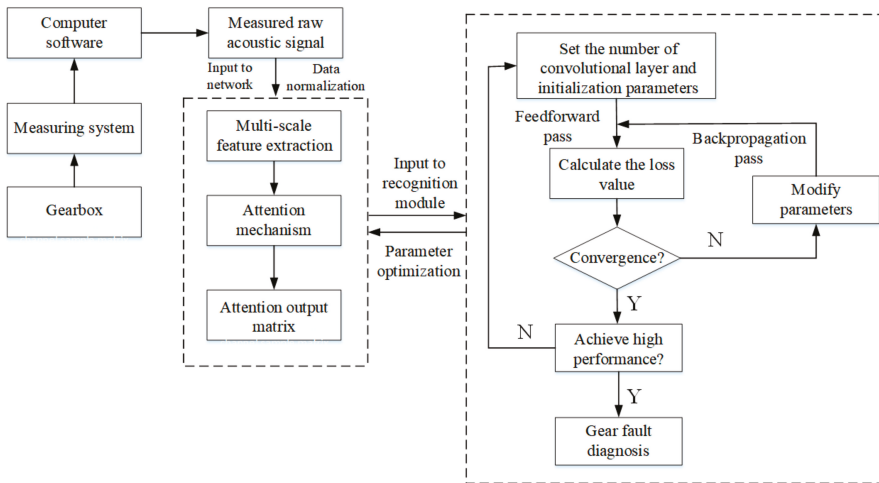 Computer
software
Measured raw
acoustic signal
Input to
network
Data
normalization
Measuring system
Gearbox
Multi-scale
feature extraction
Attention
mechanism
Attention output
matrix
Input to
recognition
module
Parameter
optimization
Set the number of
convolutional layer and
initialization parameters
Feedforward
pass
Backpropagation
pass
Calculate the loss
value
Modify
parameters
Convergence?
N
Y
N
Achieve high
performance?
Y
Gear fault
diagnosis